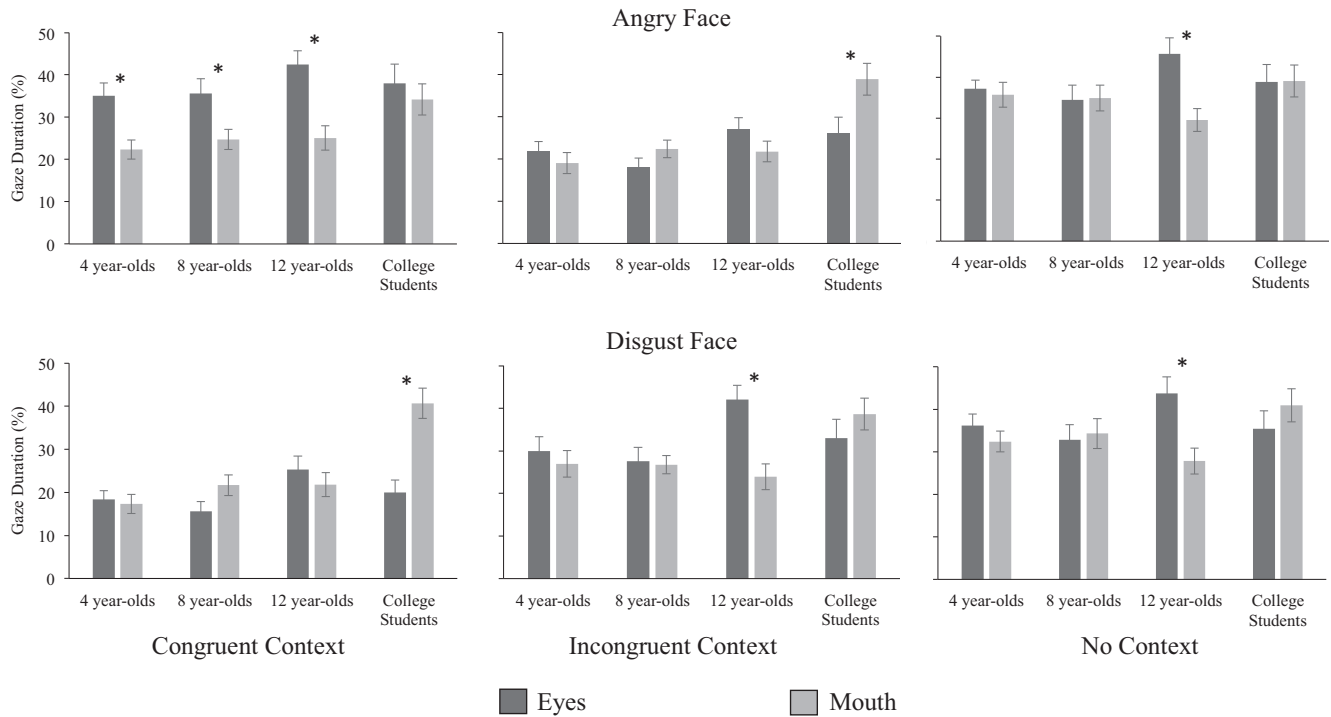 Angry Face
Gaze Duration (%)
50
40
30
20
10
0
*
*
*
*
*
4 year-olds
8 year-olds
12 year-olds
College
Students
4 year-olds
8 year-olds
12 year-olds
College
Students
4 year-olds
8 year-olds
12 year-olds
College
Students
Disgust Face
Gaze Duration (%)
50
40
30
20
10
0
*
*
*
4 year-olds
8 year-olds
12 year-olds
College
Students
4 year-olds
8 year-olds
12 year-olds
College
Students
4 year-olds
8 year-olds
12 year-olds
College
Students
Congruent Context
Incongruent Context
No Context
Eyes
Mouth